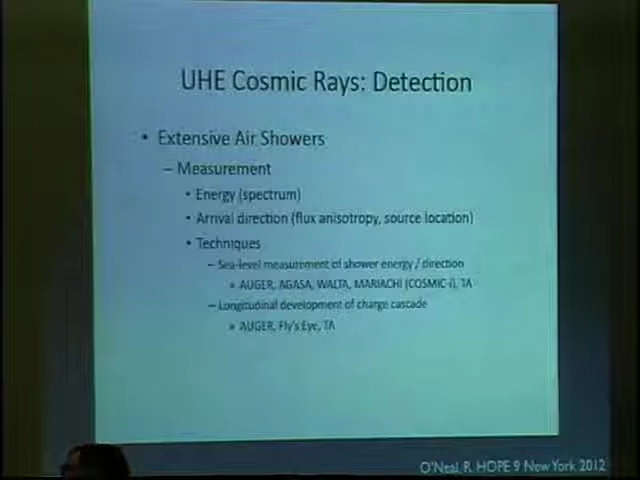 UHE Cosmic Rays: Detection
• Extensive Air Showers
– Measurement
• Energy (spectrum)
• Arrival direction (flux anisotropy, source location)
• Techniques
– Sea-level measurement of shower energy / direction
» AUGER, AGASA, WALTA, MARIACHI (COSMIC-i), TA
– Longitudinal development of charge cascade
» AUGER, Fly's Eye, TA
O'Neal, R. HOPE 9 New York 2012